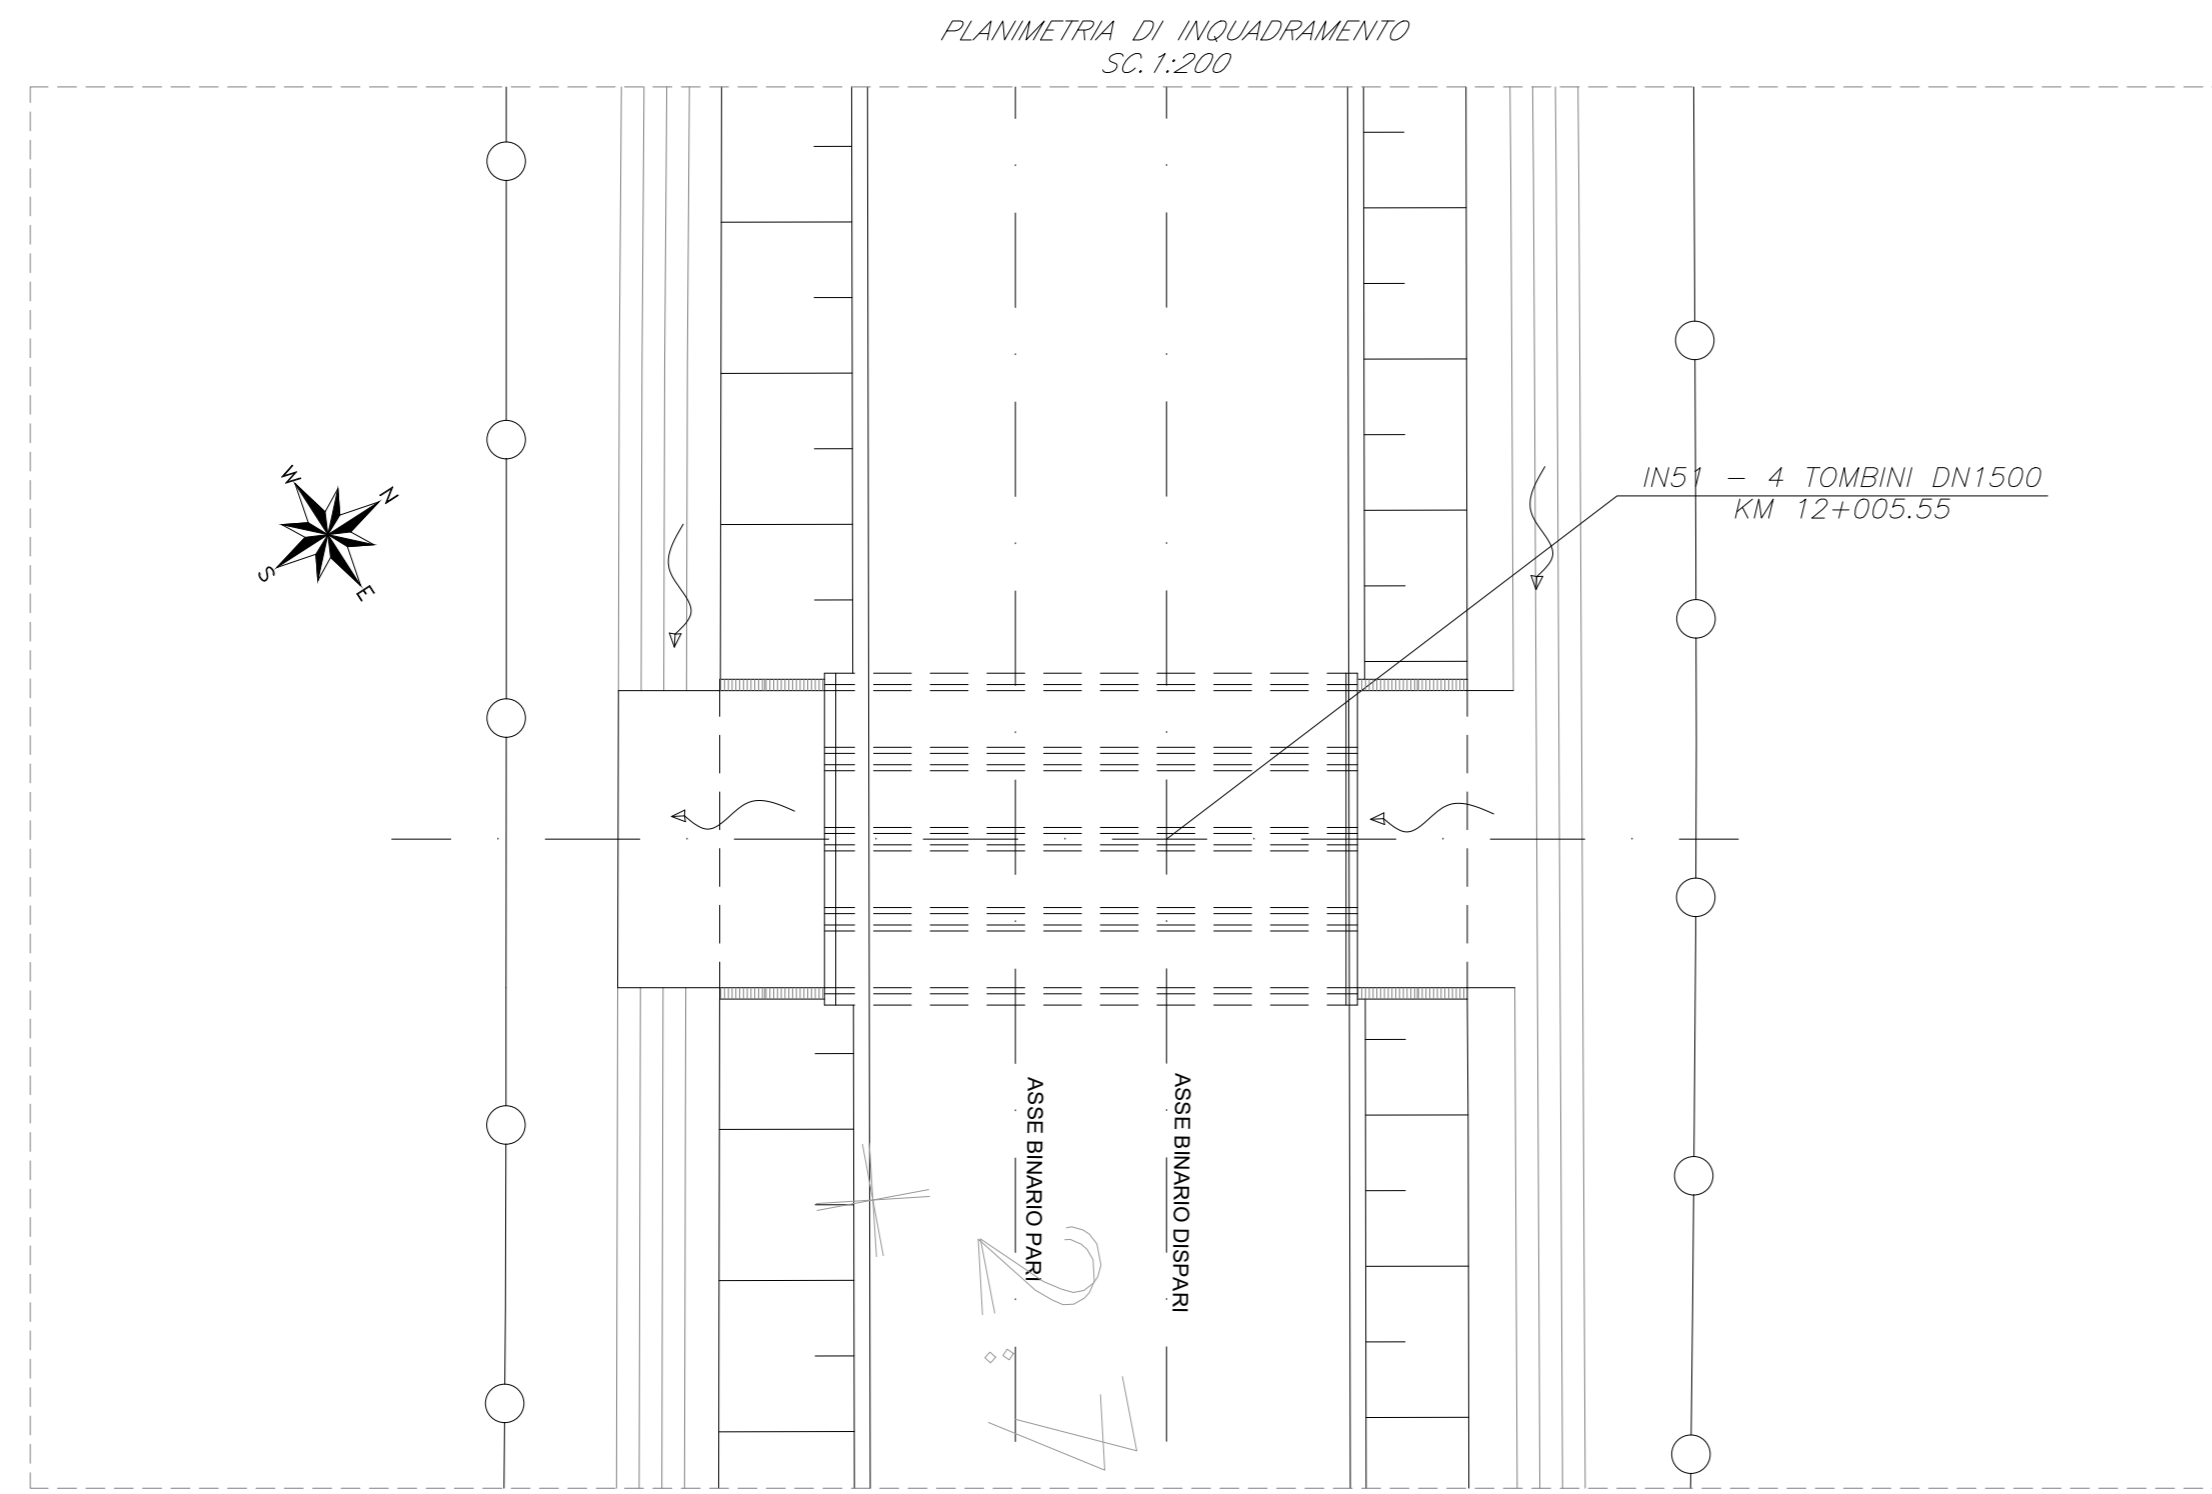 PLANIMETRIA DI INQUADRAMENTO
SC.1:200
W
N
S
E
IN51 - 4 TOMBINI DN1500
KM 12+005.55
ASSE BINARIO PARI
ASSE BINARIO DISPARI